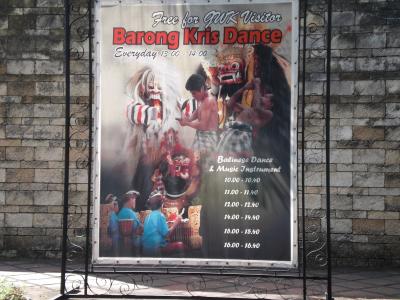 Free for GWK Visitor
Barong Kris Dance
Everyday 13.00 - 14.00
Balinese Dance
& Music Instrument
10.00 - 10.40
11.00 - 11.40
12.00 - 12.40
14.00 - 14.40
15.00 - 15.40
16.00 - 16.40